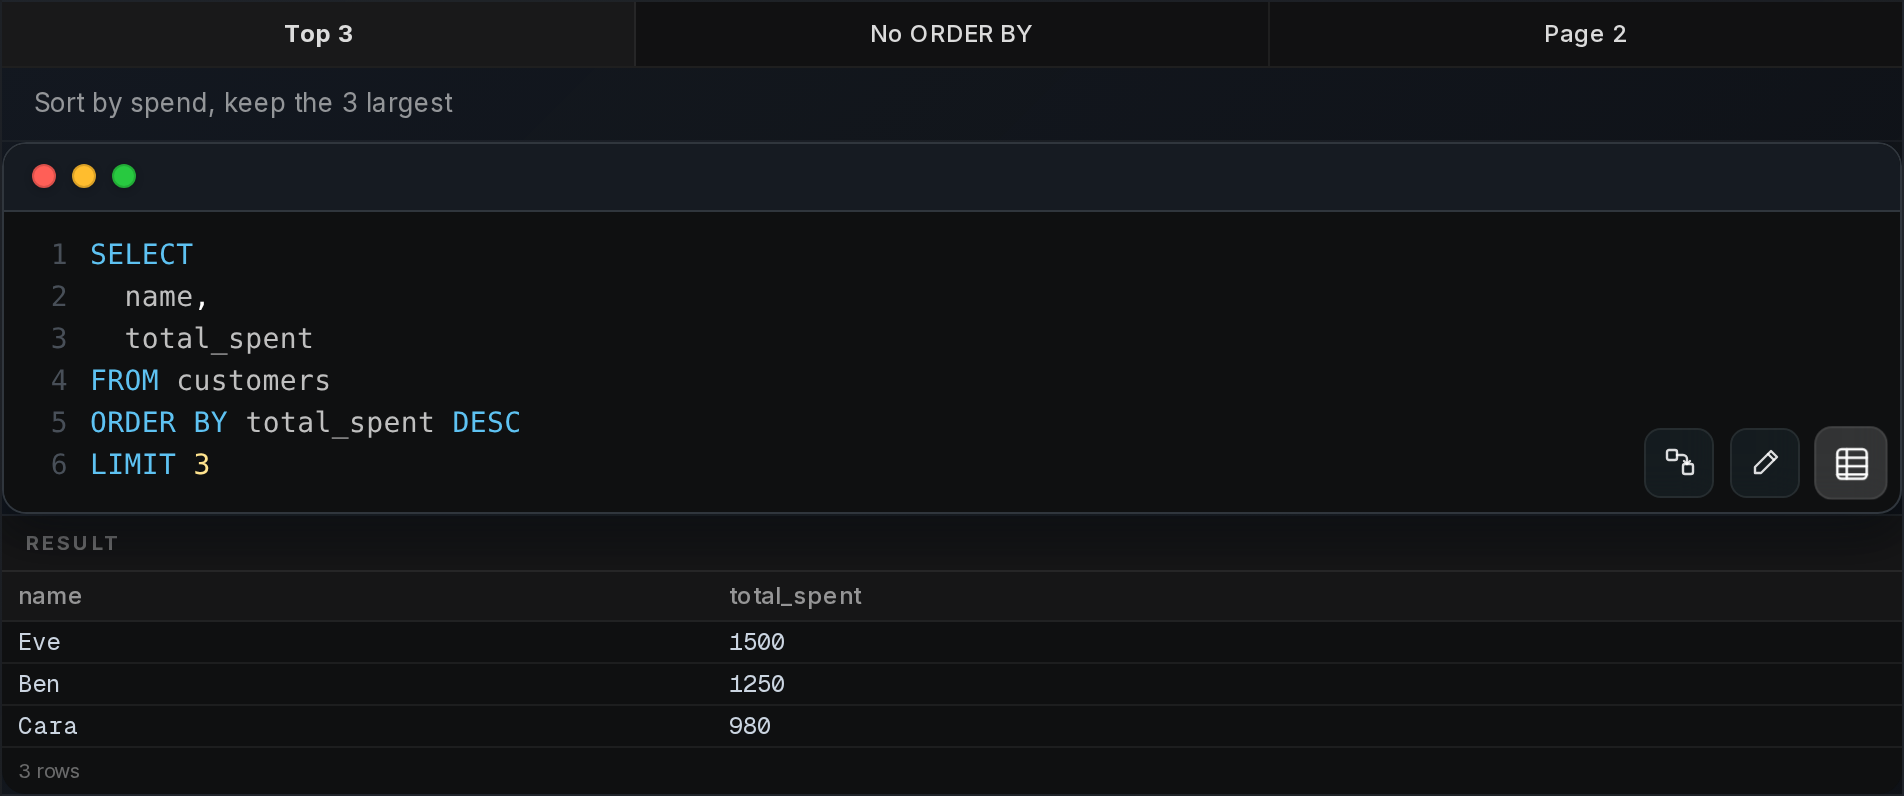 Top 3
No ORDER BY
Page 2
Sort by spend, keep the 3 largest
1 SELECT
2   name,
3   total_spent
4 FROM customers
5 ORDER BY total_spent DESC
6 LIMIT 3
RESULT
name total_spent
Eve 1500
Ben 1250
Cara 980
3 rows